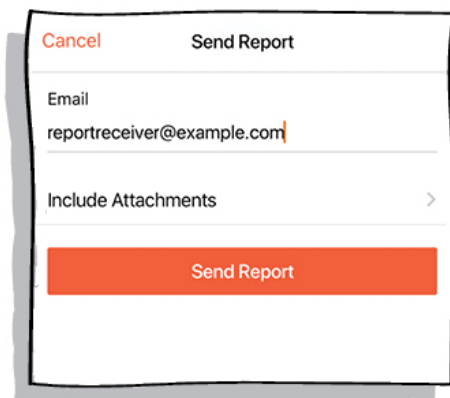 Cancel Send Report
Email
reportreceiver@example.com
Include Attachments
Send Report